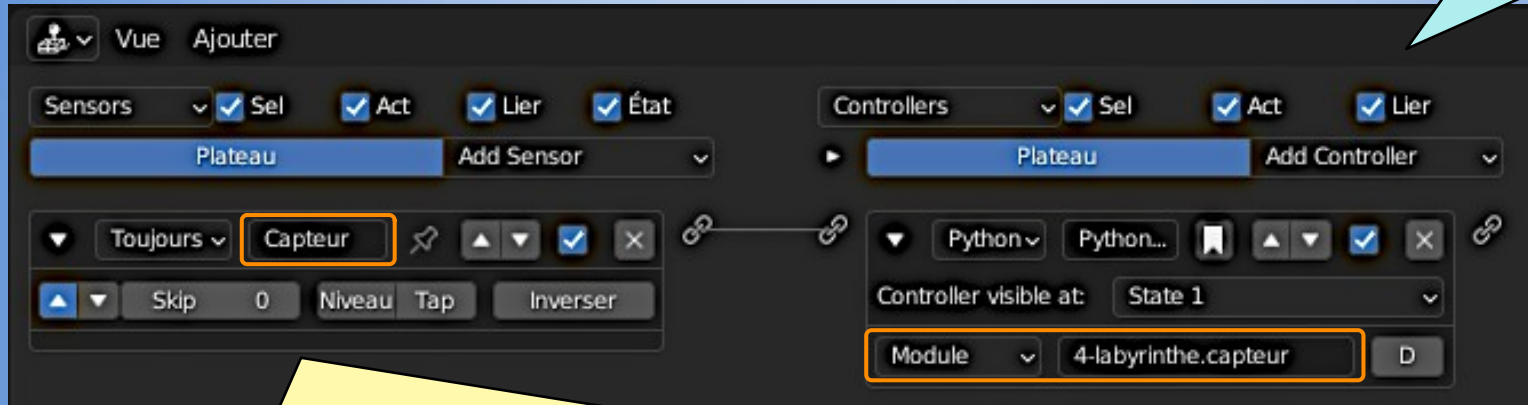 Vue Ajouter
Sensors Sel Act Lier État Controllers Sel Act Lier
Plateau Add Sensor Plateau Add Controller
Toujours Capteur Python Python...
Skip 0 Niveau Tap Inverser Controller visible at: State 1
Module 4-labyrinthe.capteur D